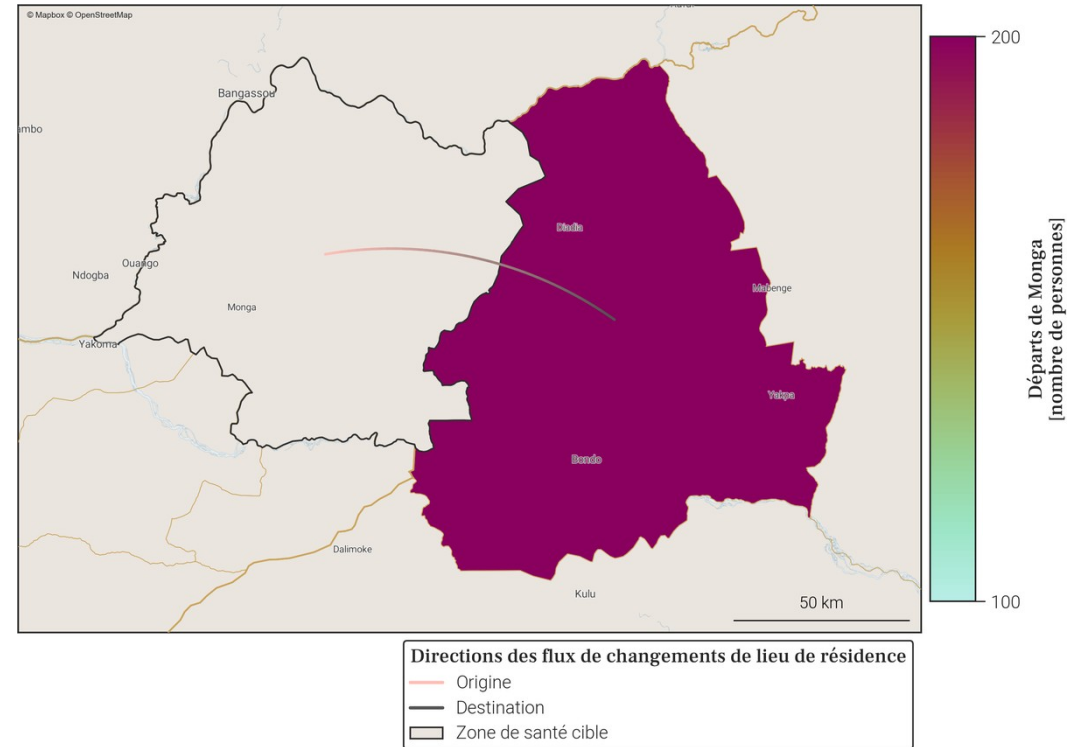 © Mapbox © OpenStreetMap
Bangassou
Ndogba
Ouango
Monga
Yakoma
Diadia
Mabenge
Yakpa
Bondo
Dalimoke
Kulu
50 km
200
100
Départs de Monga
[nombre de personnes]
Directions des flux de changements de lieu de résidence
Origine
Destination
Zone de santé cible